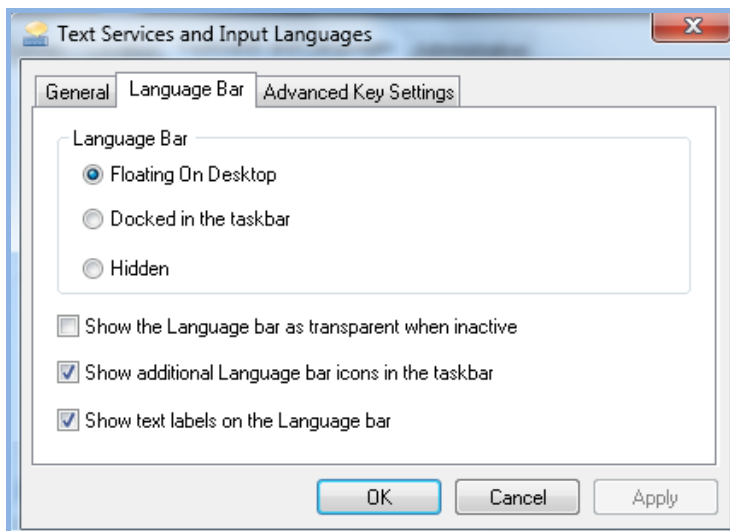 Text Services and Input Languages
General Language Bar Advanced Key Settings
Language Bar
Floating On Desktop
Docked in the taskbar
Hidden
Show the Language bar as transparent when inactive
Show additional Language bar icons in the taskbar
Show text labels on the Language bar
OK Cancel Apply